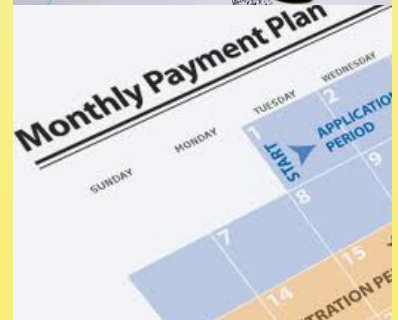 Monthly Payment Plan
SUNDAY MONDAY TUESDAY WEDNESDAY
1 2
START APPLICATION
PERIOD
7 8 9
14 15